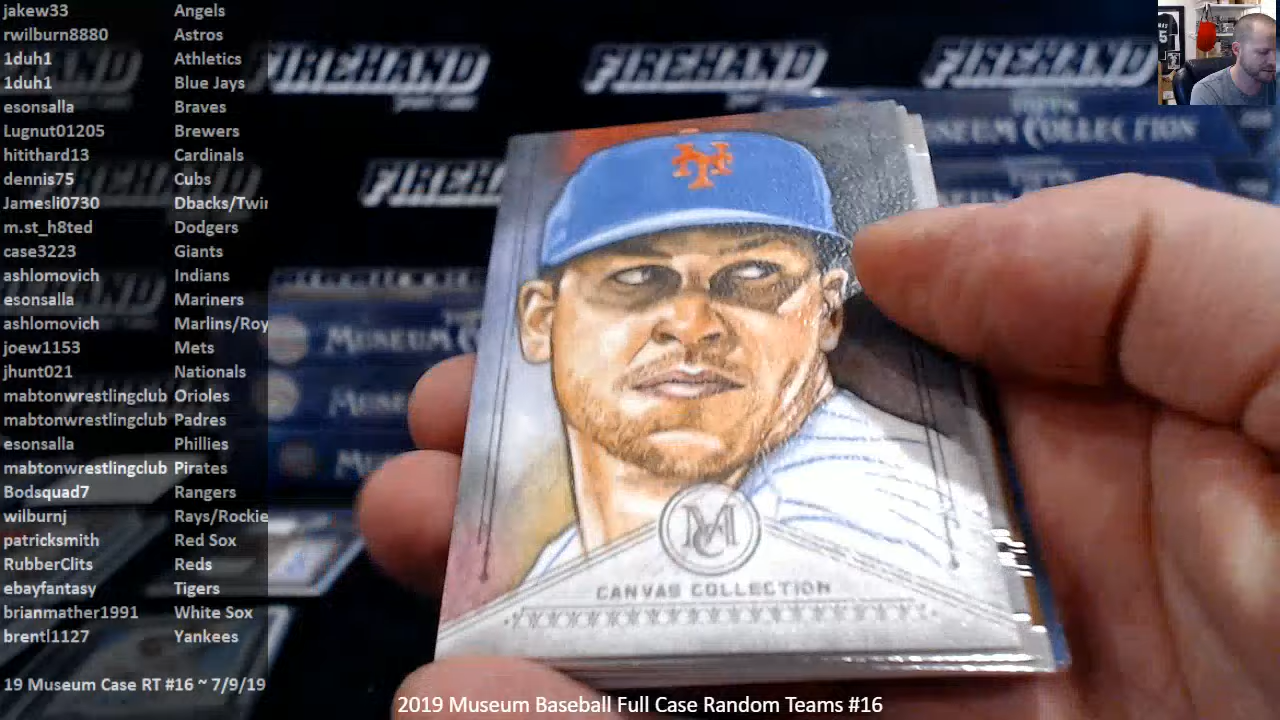 jakew33 Angels
rwilburn8880 Astros
1duh1 Athletics
1duh1 Blue Jays
esonsalla Braves
Lugnut01205 Brewers
hitithard13 Cardinals
dennis75 Cubs
Jamesli0730 Dbacks/Twin
m.st_h8ted Dodgers
case3223 Giants
ashlomovich Indians
esonsalla Mariners
ashlomovich Marlins/Roy
joew1153 Mets
jhunt021 Nationals
mabtonwrestlingclub Orioles
mabtonwrestlingclub Padres
esonsalla Phillies
mabtonwrestlingclub Pirates
Bodsquad7 Rangers
wilburnj Rays/Rockie
patricksmith Red Sox
RubberClits Reds
ebayfantasy Tigers
brianmather1991 White Sox
brentl1127 Yankees
19 Museum Case RT #16 ~ 7/9/19
FIREHAND
FIREHAND
FIREHAND
TOPPS
MUSEUM COLLECTION
NY
MC
CANVAS COLLECTION
MUSEUM
2019 Museum Baseball Full Case Random Teams #16